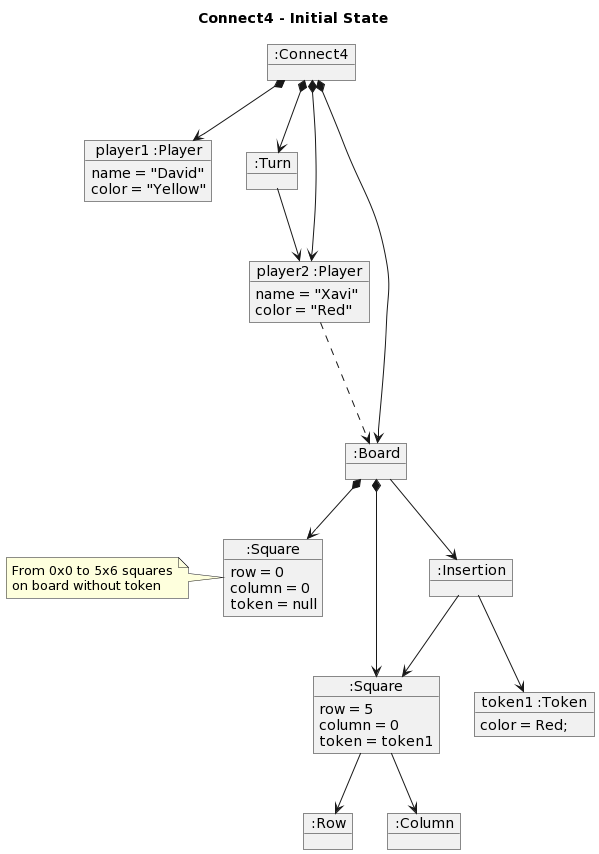 Connect4 - Initial State
:Connect4
player1 :Player
name = "David"
color = "Yellow"
:Turn
player2 :Player
name = "Xavi"
color = "Red"
:Board
From 0x0 to 5x6 squares
on board without token
:Square
row = 0
column = 0
token = null
:Insertion
:Square
row = 5
column = 0
token = token1
token1 :Token
color = Red;
:Row
:Column